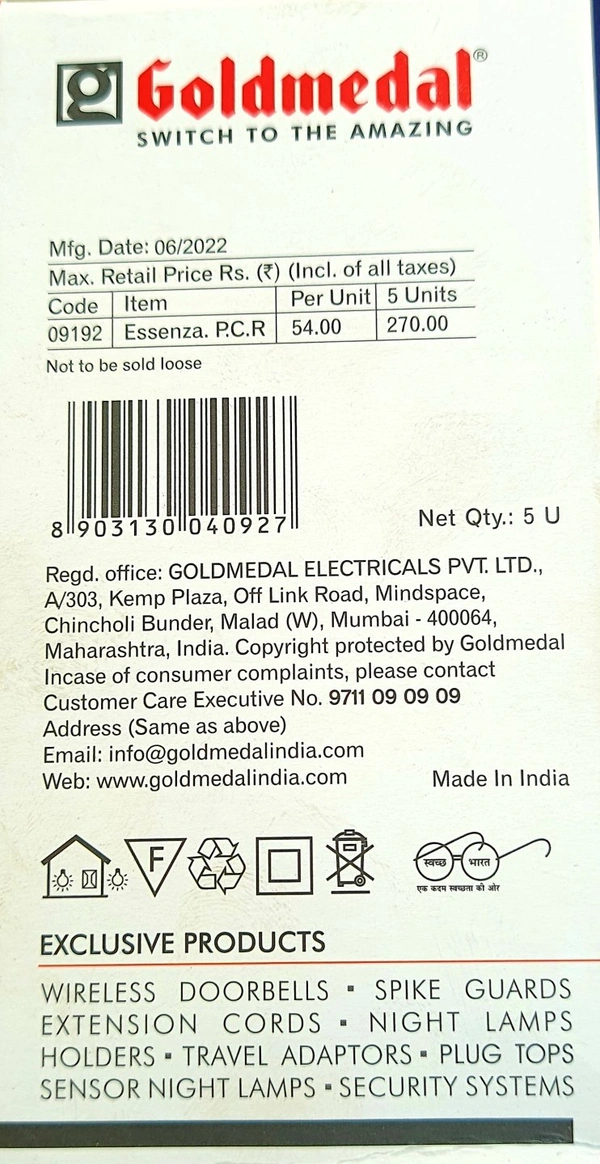 g Goldmedal®
SWITCH TO THE AMAZING
Mfg. Date: 06/2022
Max. Retail Price Rs. (₹) (Incl. of all taxes)
Code Item Per Unit 5 Units
09192 Essenza. P.C.R 54.00 270.00
Not to be sold loose
8 903130 040927
Net Qty.: 5 U
Regd. office: GOLDMEDAL ELECTRICALS PVT. LTD.,
A/303, Kemp Plaza, Off Link Road, Mindspace,
Chincholi Bunder, Malad (W), Mumbai - 400064,
Maharashtra, India. Copyright protected by Goldmedal
Incase of consumer complaints, please contact
Customer Care Executive No. 9711 09 09 09
Address (Same as above)
Email: info@goldmedalindia.com
Web: www.goldmedalindia.com Made In India
F स्वच्छ भारत
एक कदम स्वच्छता की ओर
EXCLUSIVE PRODUCTS
WIRELESS DOORBELLS ▪ SPIKE GUARDS
EXTENSION CORDS ▪ NIGHT LAMPS
HOLDERS ▪ TRAVEL ADAPTORS ▪ PLUG TOPS
SENSOR NIGHT LAMPS ▪ SECURITY SYSTEMS